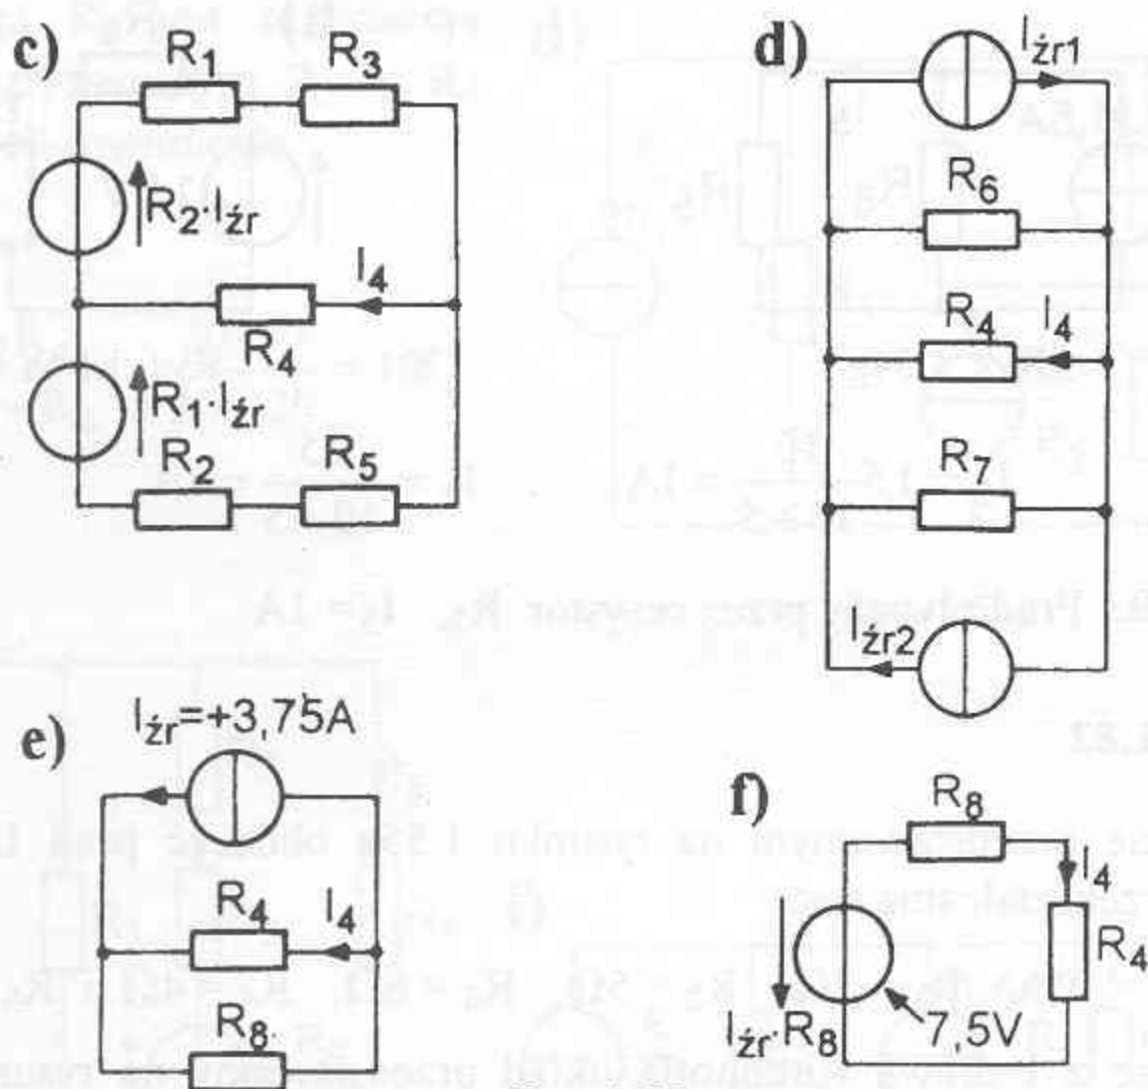 c)
R₁ R₃
R₂·Iźr
I₄
R₄
R₁·Iźr
R₂ R₅
d)
Iźr1
R₆
R₄ I₄
R₇
Iźr2
e)
Iźr=+3,75A
R₄ I₄
R₈
f)
R₈
I₄
R₄
Iźr·R₈
7,5V